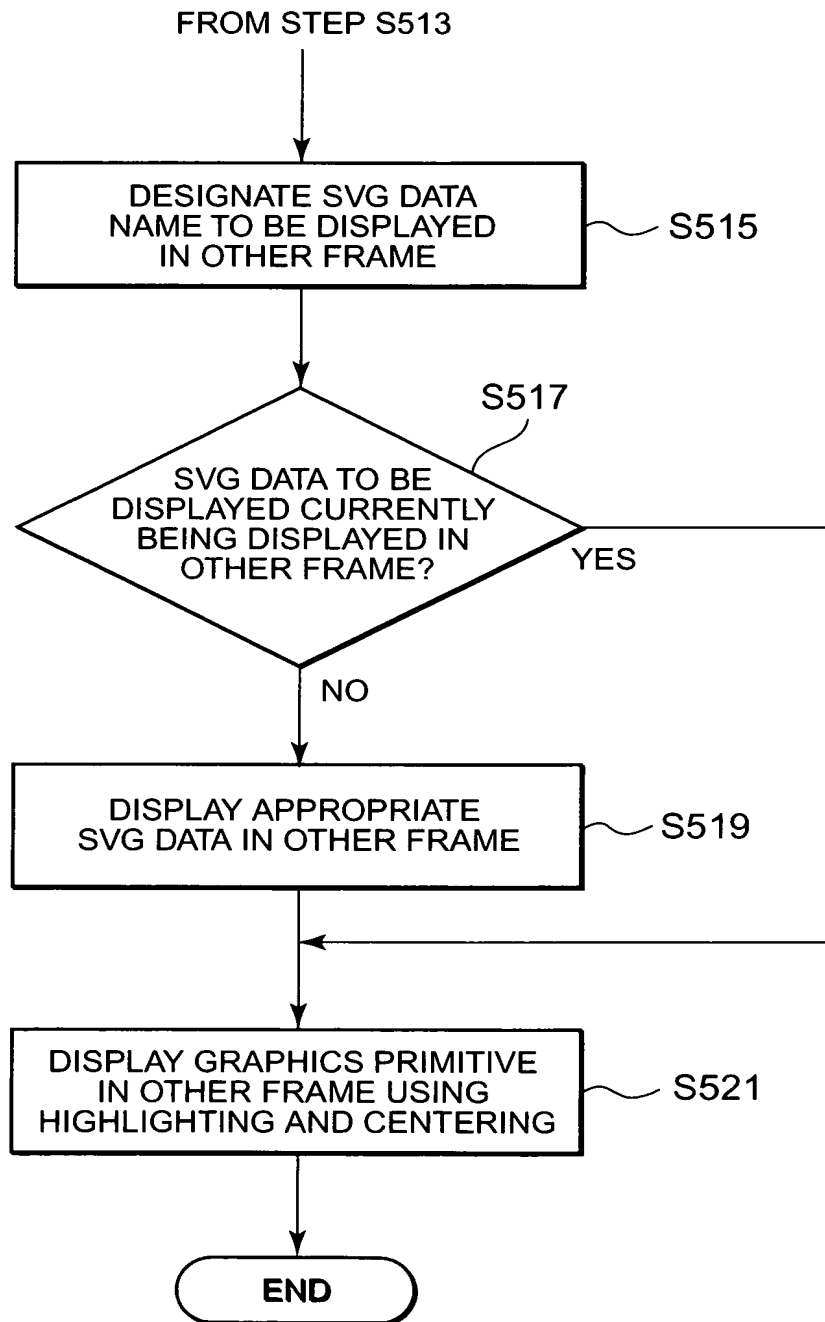 FROM STEP S513
DESIGNATE SVG DATA
NAME TO BE DISPLAYED
IN OTHER FRAME
S515
S517
SVG DATA TO BE
DISPLAYED CURRENTLY
BEING DISPLAYED IN
OTHER FRAME?
YES
NO
DISPLAY APPROPRIATE
SVG DATA IN OTHER FRAME
S519
DISPLAY GRAPHICS PRIMITIVE
IN OTHER FRAME USING
HIGHLIGHTING AND CENTERING
S521
END